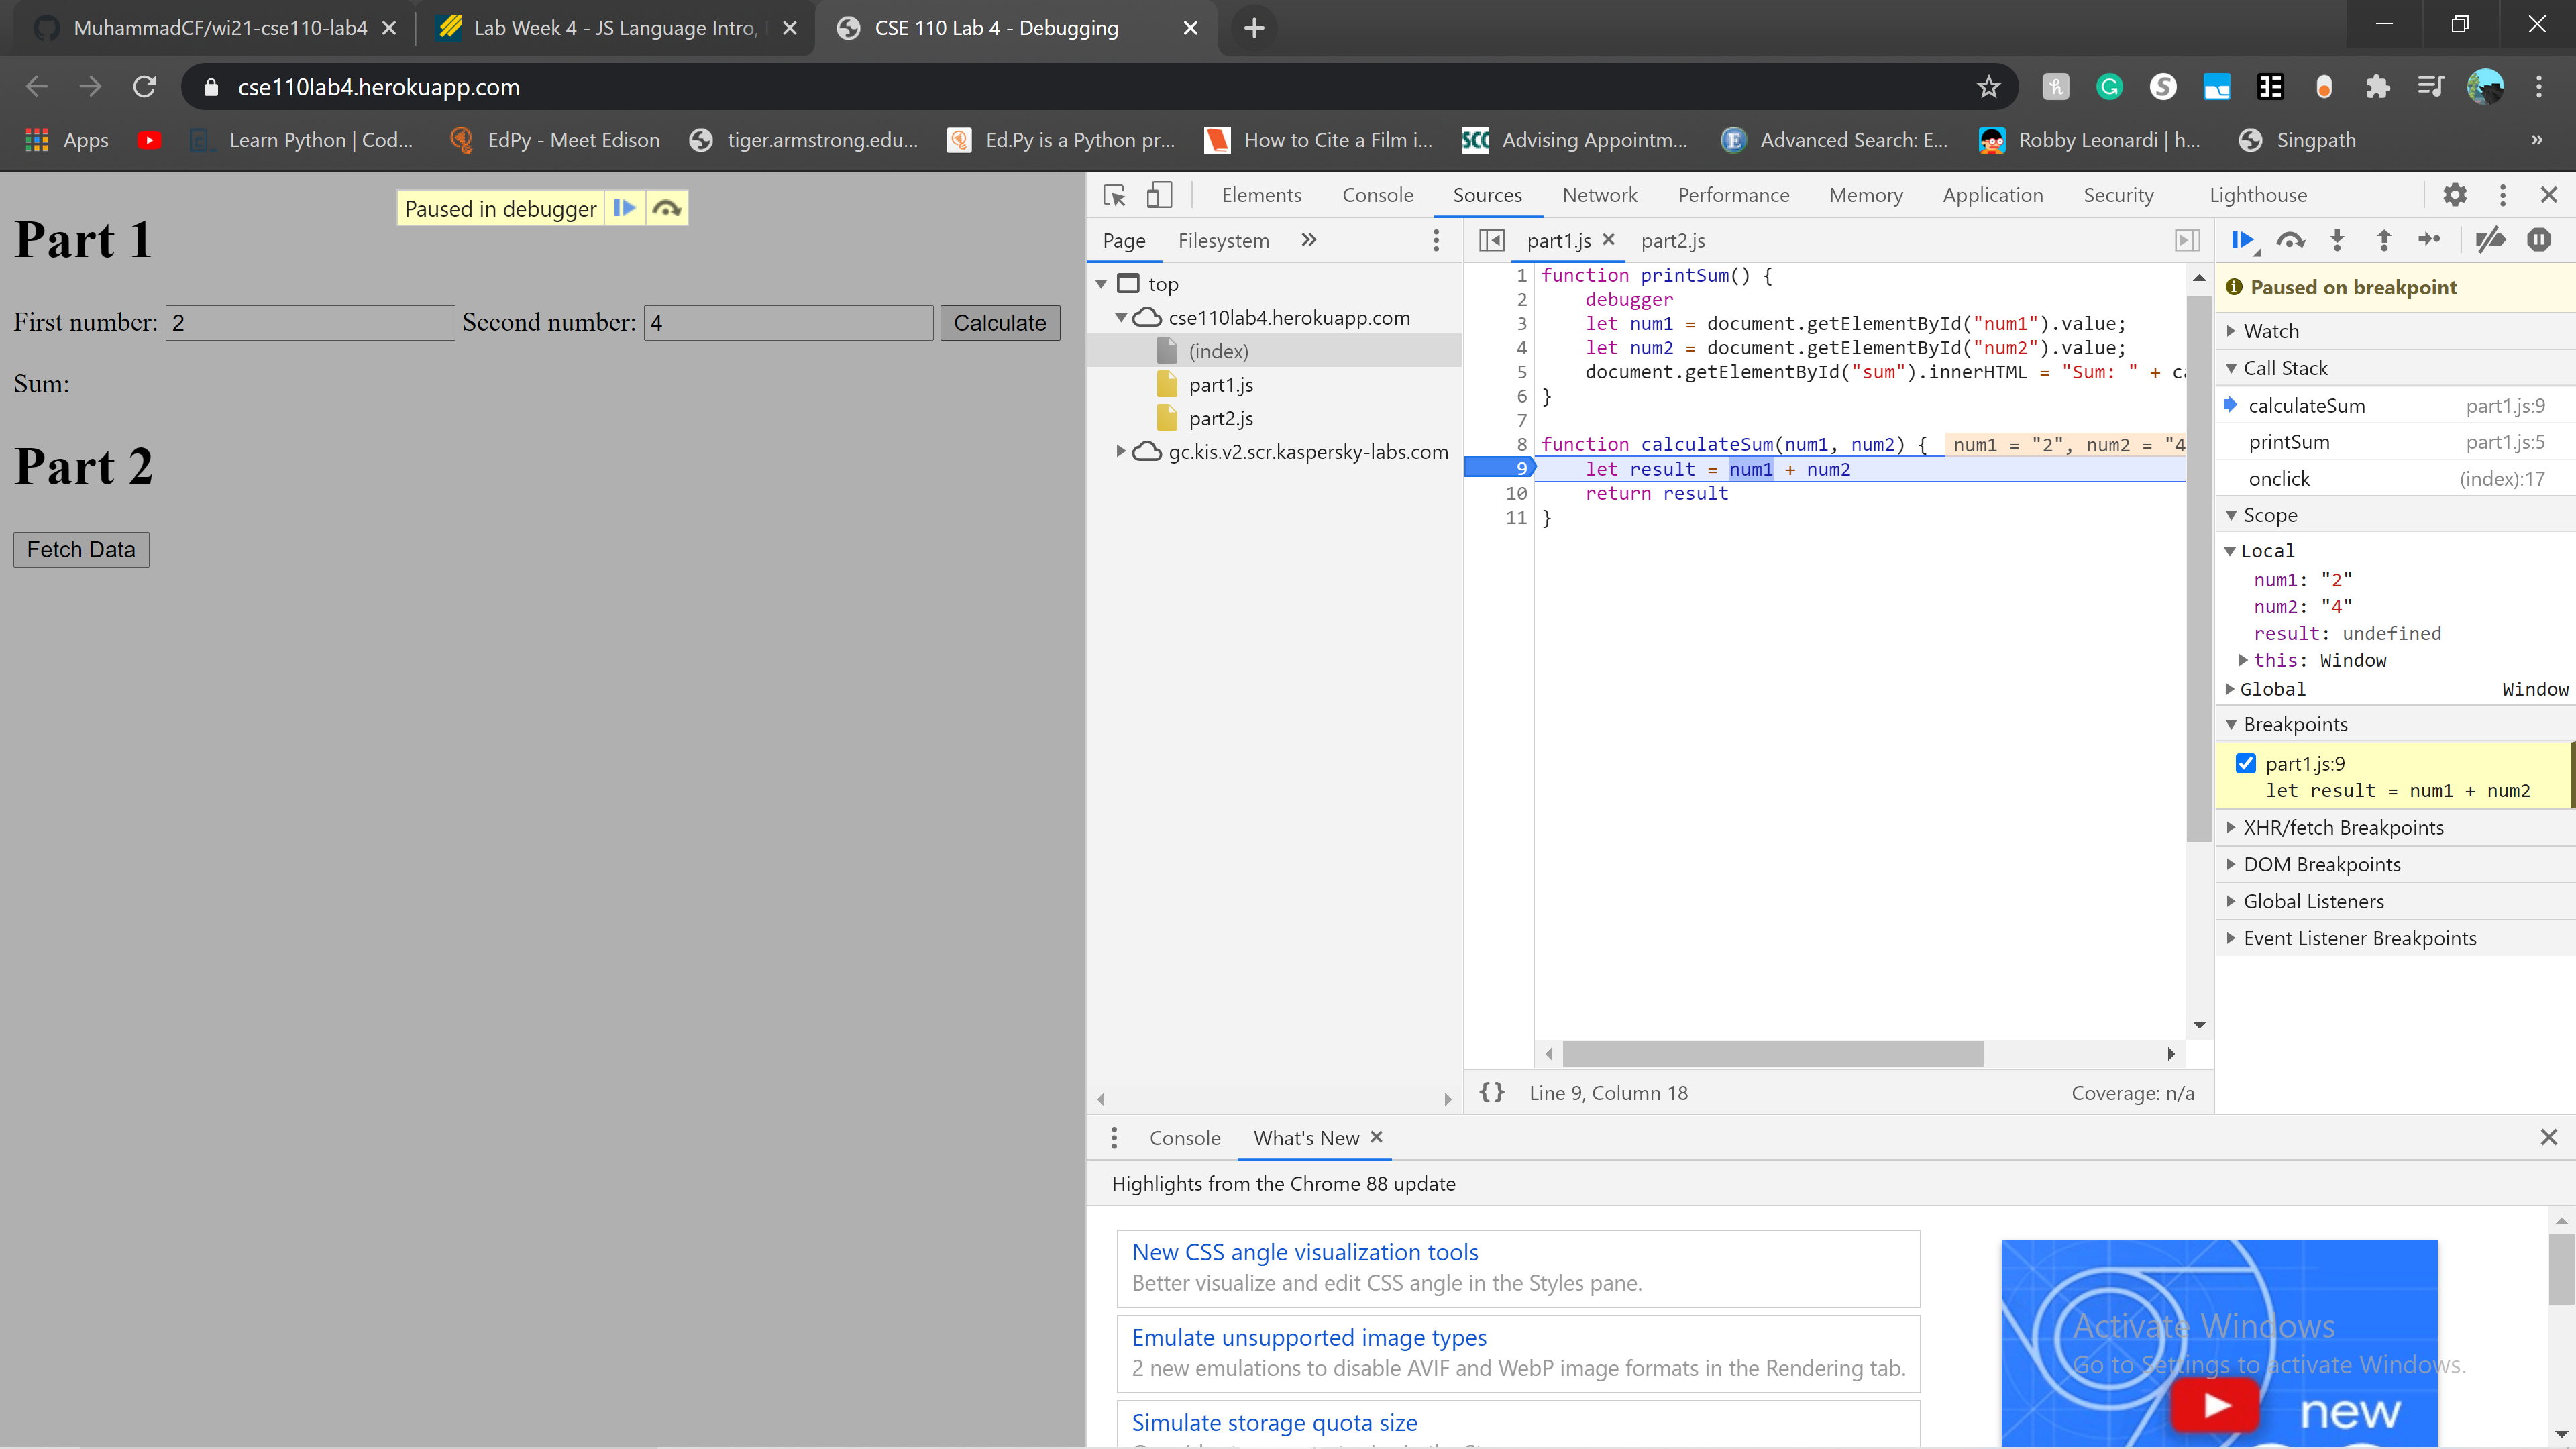 MuhammadCF/wi21-cse110-lab4
Lab Week 4 - JS Language Intro,
CSE 110 Lab 4 - Debugging
cse110lab4.herokuapp.com
Apps
Learn Python | Cod...
EdPy - Meet Edison
tiger.armstrong.edu...
Ed.Py is a Python pr...
How to Cite a Film i...
SCC Advising Appointm...
Advanced Search: E...
Robby Leonardi | h...
Singpath
»
Paused in debugger
Part 1
First number: 2 Second number: 4 Calculate
Sum:
Part 2
Fetch Data
Elements Console Sources Network Performance Memory Application Security Lighthouse
Page Filesystem »
top
cse110lab4.herokuapp.com
(index)
part1.js
part2.js
gc.kis.v2.scr.kaspersky-labs.com
part1.js part2.js
1 function printSum() {
2 debugger
3 let num1 = document.getElementById("num1").value;
4 let num2 = document.getElementById("num2").value;
5 document.getElementById("sum").innerHTML = "Sum: " +
6 }
7
8 function calculateSum(num1, num2) { num1 = "2", num2 = "4
9 let result = num1 + num2
10 return result
11 }
{} Line 9, Column 18 Coverage: n/a
Paused on breakpoint
Watch
Call Stack
calculateSum part1.js:9
printSum part1.js:5
onclick (index):17
Scope
Local
num1: "2"
num2: "4"
result: undefined
this: Window
Global Window
Breakpoints
part1.js:9
let result = num1 + num2
XHR/fetch Breakpoints
DOM Breakpoints
Global Listeners
Event Listener Breakpoints
Console What's New
Highlights from the Chrome 88 update
New CSS angle visualization tools
Better visualize and edit CSS angle in the Styles pane.
Emulate unsupported image types
2 new emulations to disable AVIF and WebP image formats in the Rendering tab.
Simulate storage quota size
new
Activate Windows
Go to Settings to activate Windows.